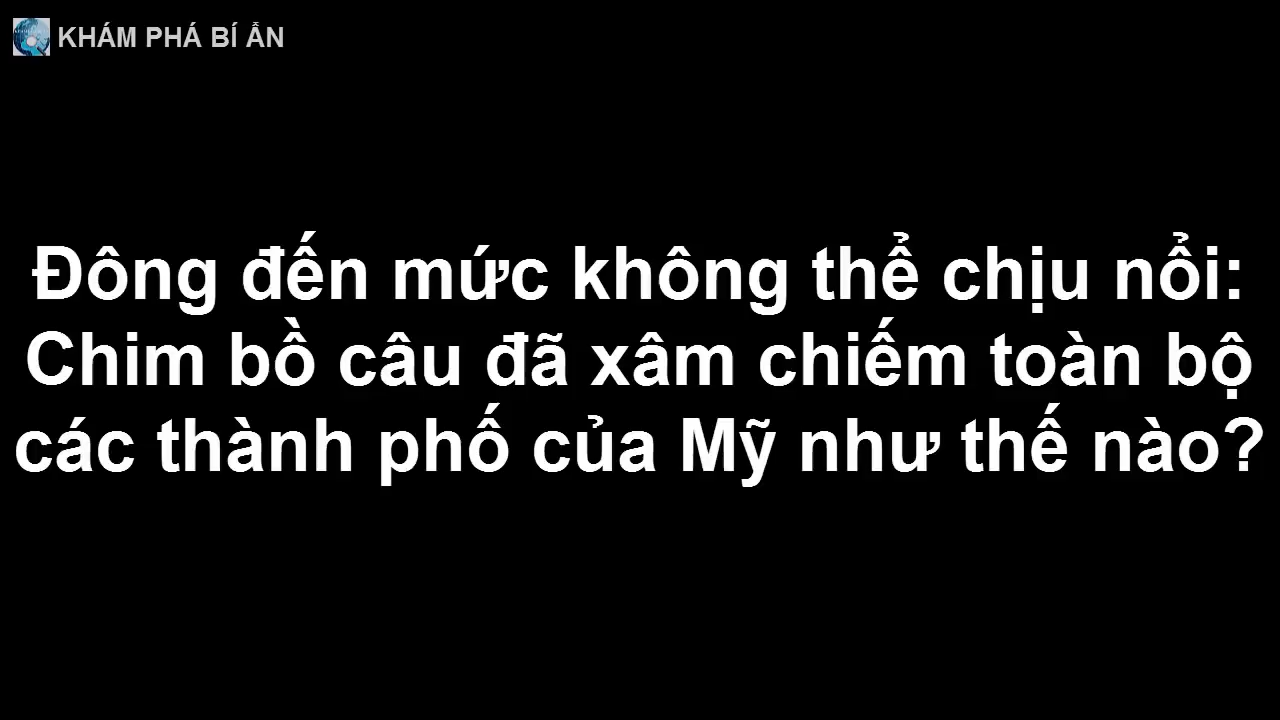 KHÁM PHÁ BÍ ẨN
Đông đến mức không thể chịu nổi:
Chim bồ câu đã xâm chiếm toàn bộ
các thành phố của Mỹ như thế nào?